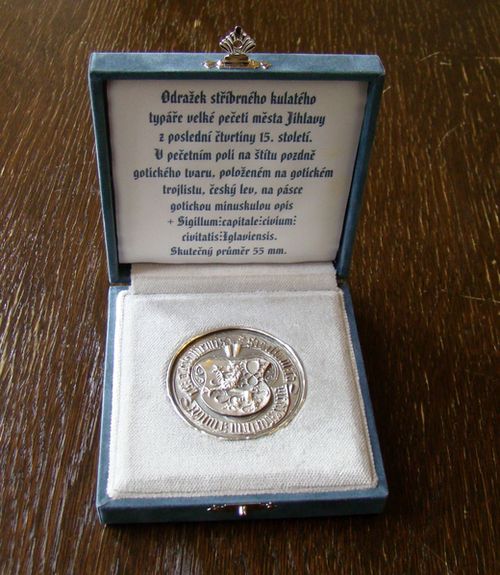 Odražek stříbrného kulatého
typáře velké pečeti města Jihlavy
z poslední čtvrtiny 15. století.
V pečetním poli na štítu pozdně
gotického tvaru, položeném na gotickém
trojlistu, český lev, na pásce
gotickou minuskulou opis
+ Sigillum:capitale:civium:
civitatis:Iglaviensis.
Skutečný průměr 55 mm.